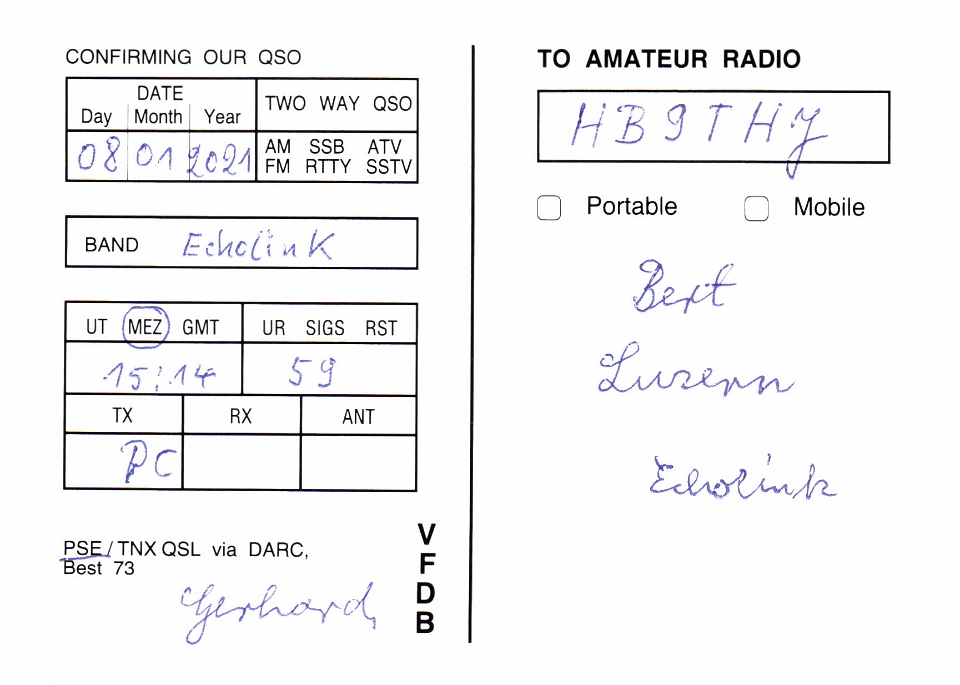 CONFIRMING OUR QSO
DATE
Day Month Year
TWO WAY QSO
08 01 2021
AM SSB ATV
FM RTTY SSTV
BAND Echolink
UT MEZ GMT
UR SIGS RST
15:14
59
TX RX ANT
PC
PSE/TNX QSL via DARC,
Best 73
Gerhard
V
F
D
B
TO AMATEUR RADIO
HB9THJ
Portable Mobile
Bert
Luzern
Echolink